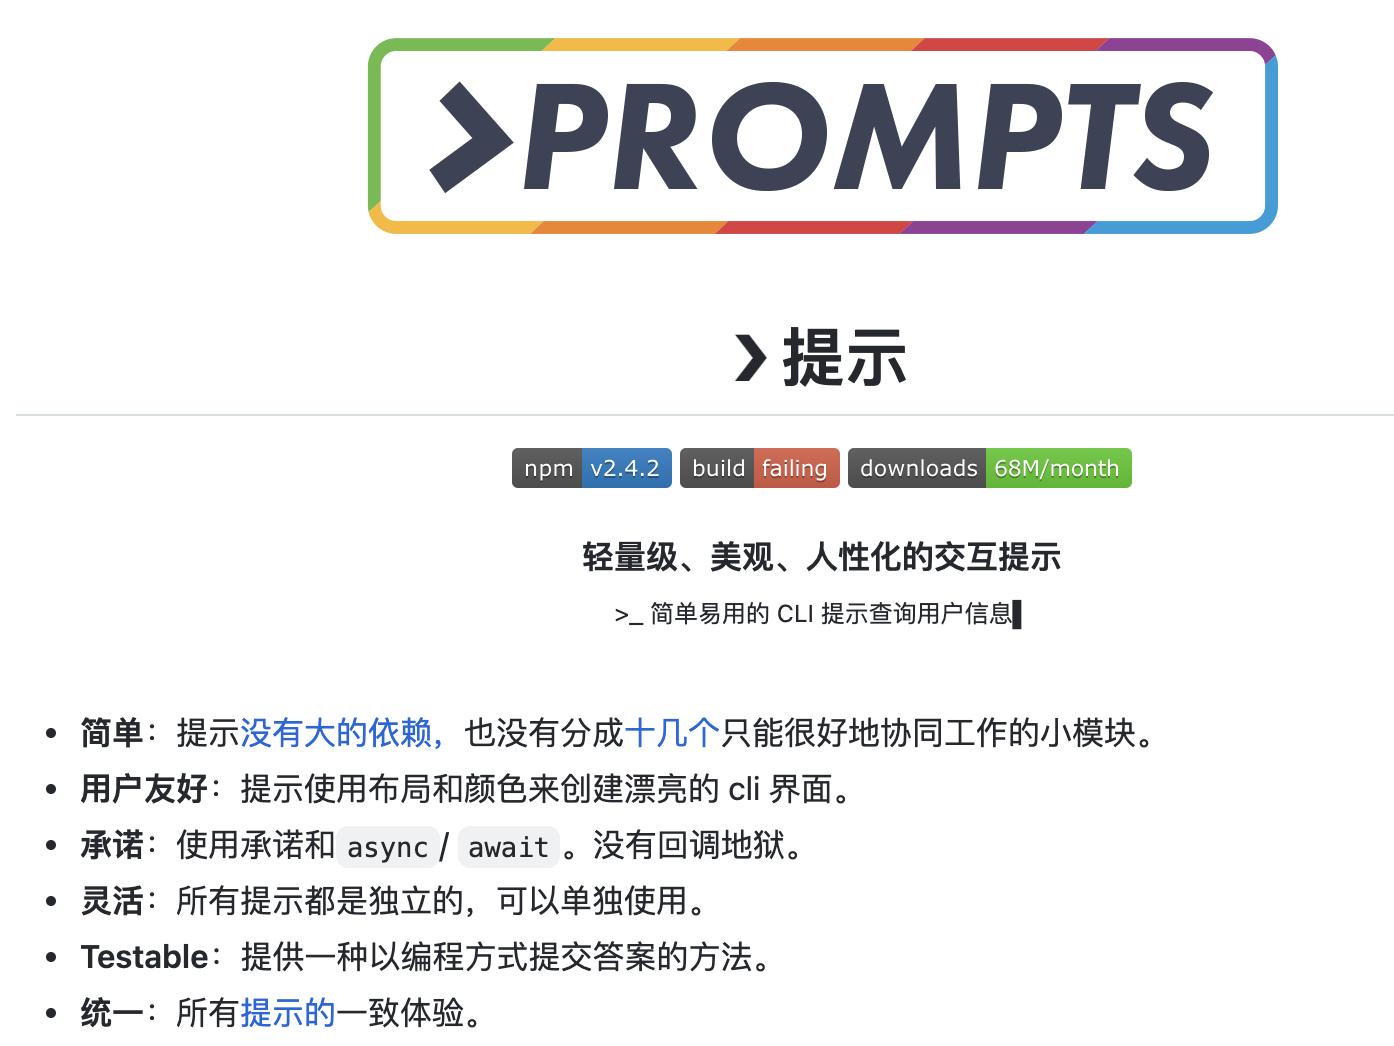 >PROMPTS
❯ 提示
npm v2.4.2 build failing downloads 68M/month
轻量级、美观、人性化的交互提示
>_ 简单易用的 CLI 提示查询用户信息▌
• 简单：提示没有大的依赖，也没有分成十几个只能很好地协同工作的小模块。
• 用户友好：提示使用布局和颜色来创建漂亮的 cli 界面。
• 承诺：使用承诺和async/ await。没有回调地狱。
• 灵活：所有提示都是独立的，可以单独使用。
• Testable：提供一种以编程方式提交答案的方法。
• 统一：所有提示的一致体验。